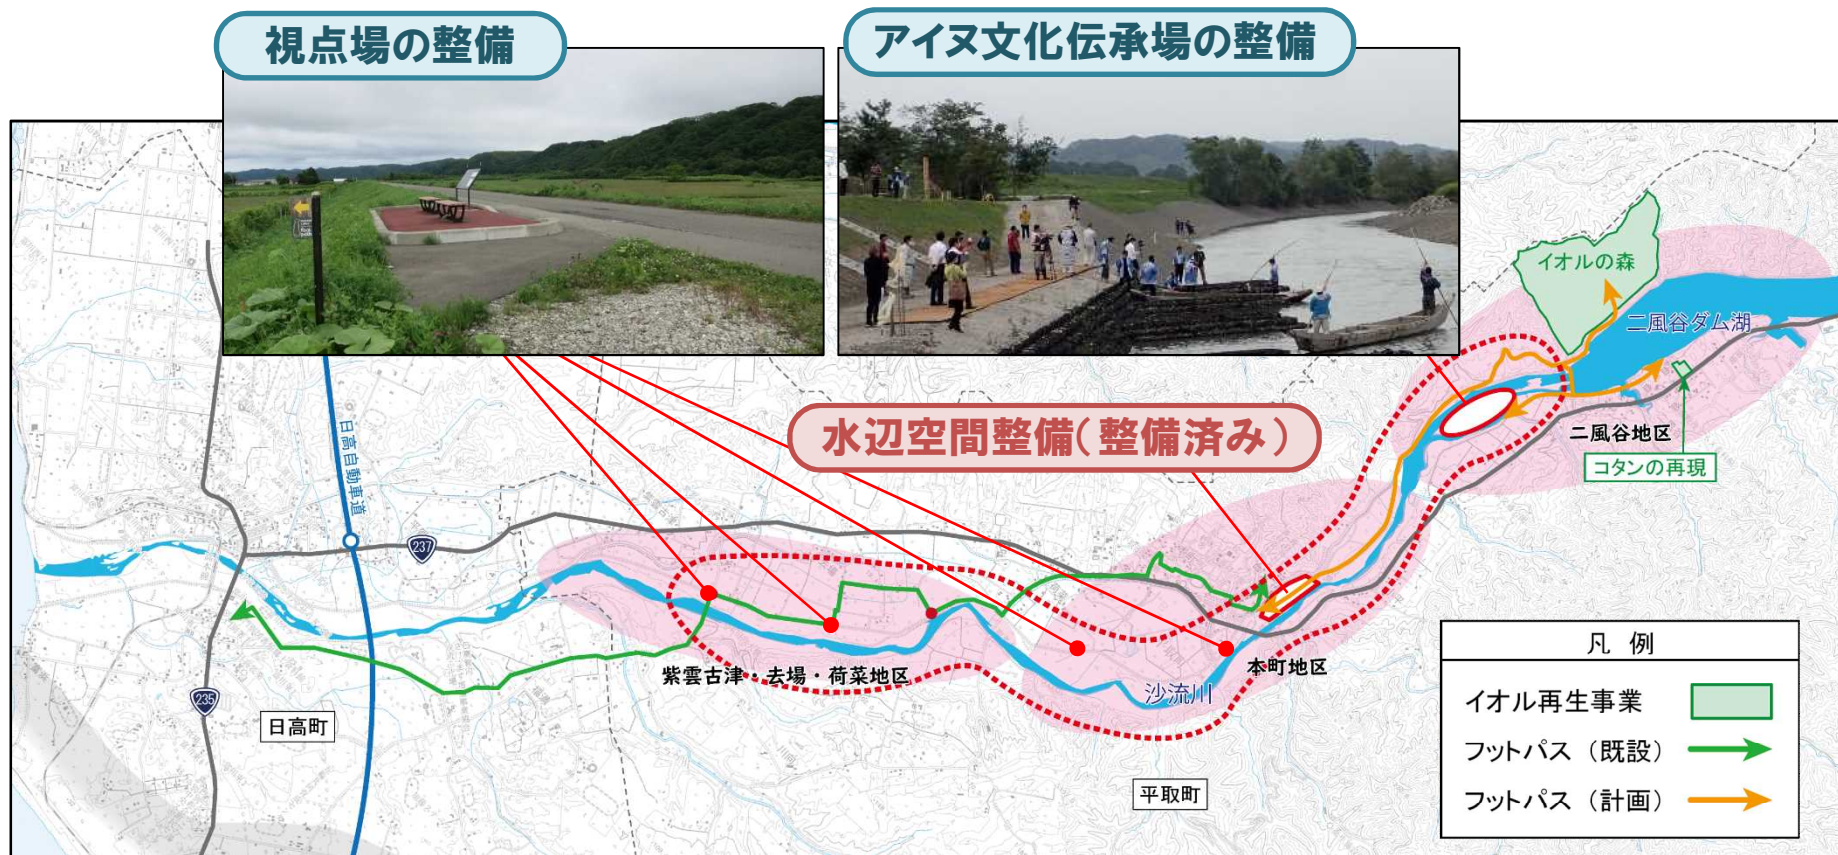 視点場の整備
アイヌ文化伝承場の整備
イオルの森
二風谷ダム湖
水辺空間整備(整備済み)
二風谷地区
コタンの再現
日高自動車道
237
紫雲古津・去場・荷菜地区
本町地区
沙流川
235
日高町
平取町
凡 例
イオル再生事業
フットパス(既設)
フットパス(計画)